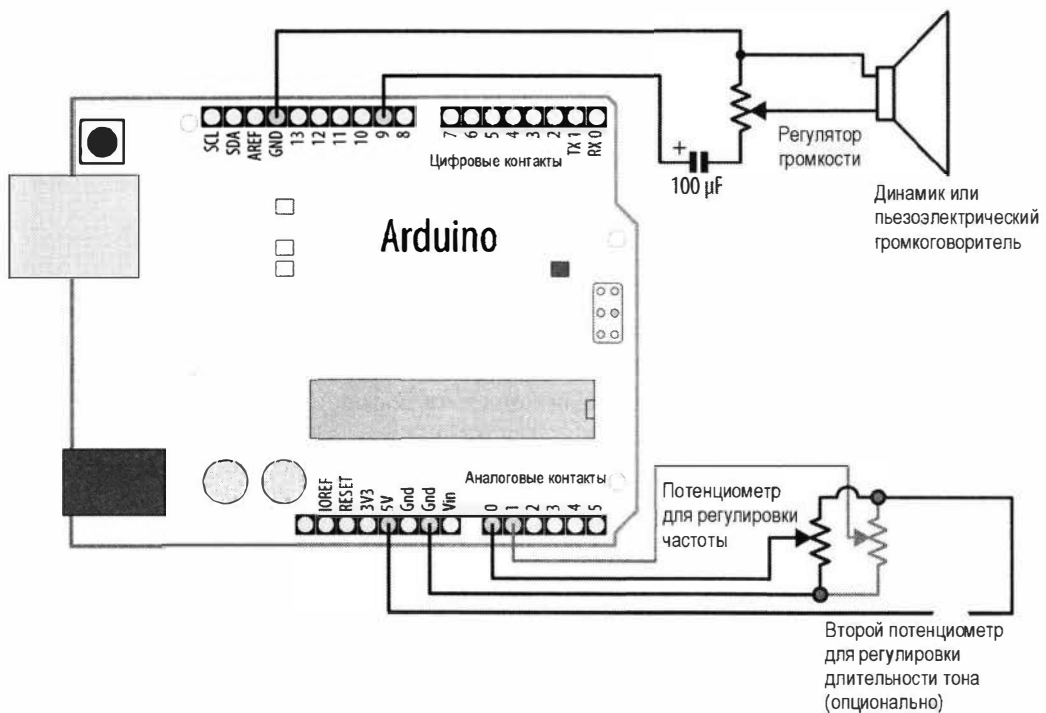 SCL
SDA
AREF
GND
13
12
11
10
9
8
7
6
5
4
3
2
TX 1
RX 0
Цифровые контакты
+
100 µF
Регулятор
громкости
Динамик или
пьезоэлектрический
громкоговоритель
Arduino
IOREF
RESET
3V3
5V
Gnd
Gnd
Vin
Аналоговые контакты
0
1
2
3
4
5
Потенциометр
для регулировки
частоты
Второй потенциометр
для регулировки
длительности тона
(опционально)